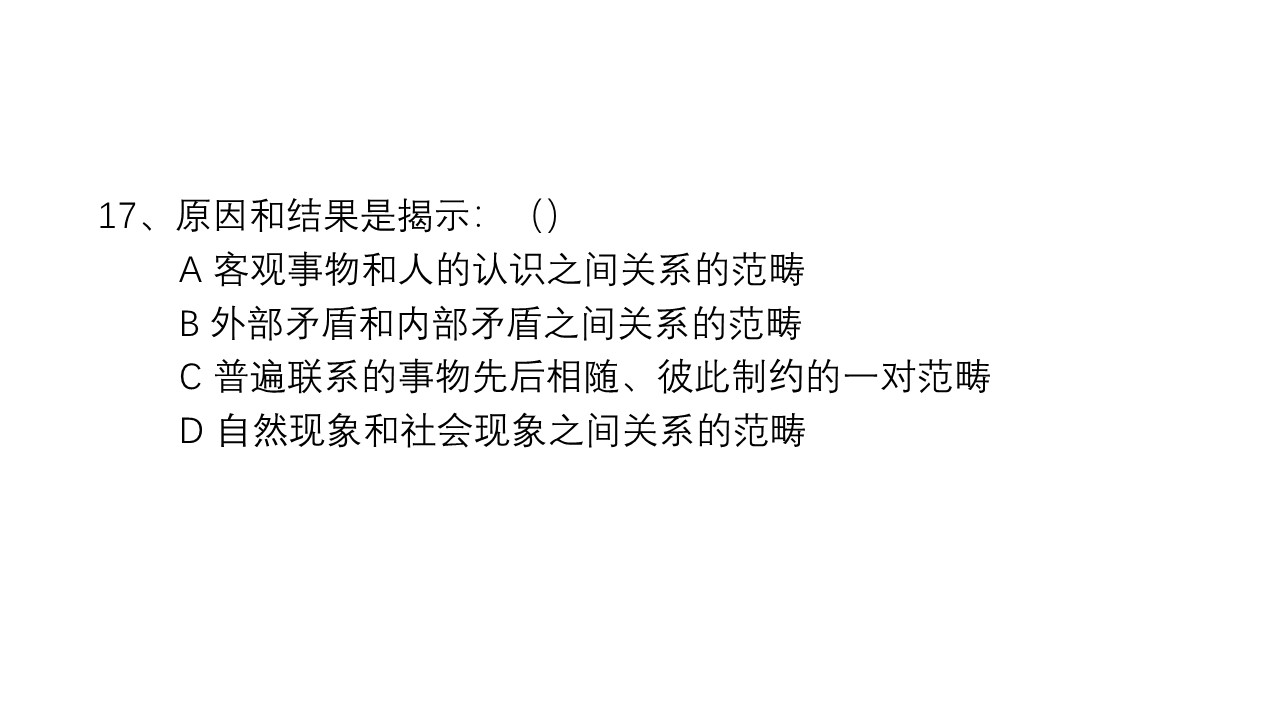 17、原因和结果是揭示：（）
A 客观事物和人的认识之间关系的范畴
B 外部矛盾和内部矛盾之间关系的范畴
C 普遍联系的事物先后相随、彼此制约的一对范畴
D 自然现象和社会现象之间关系的范畴